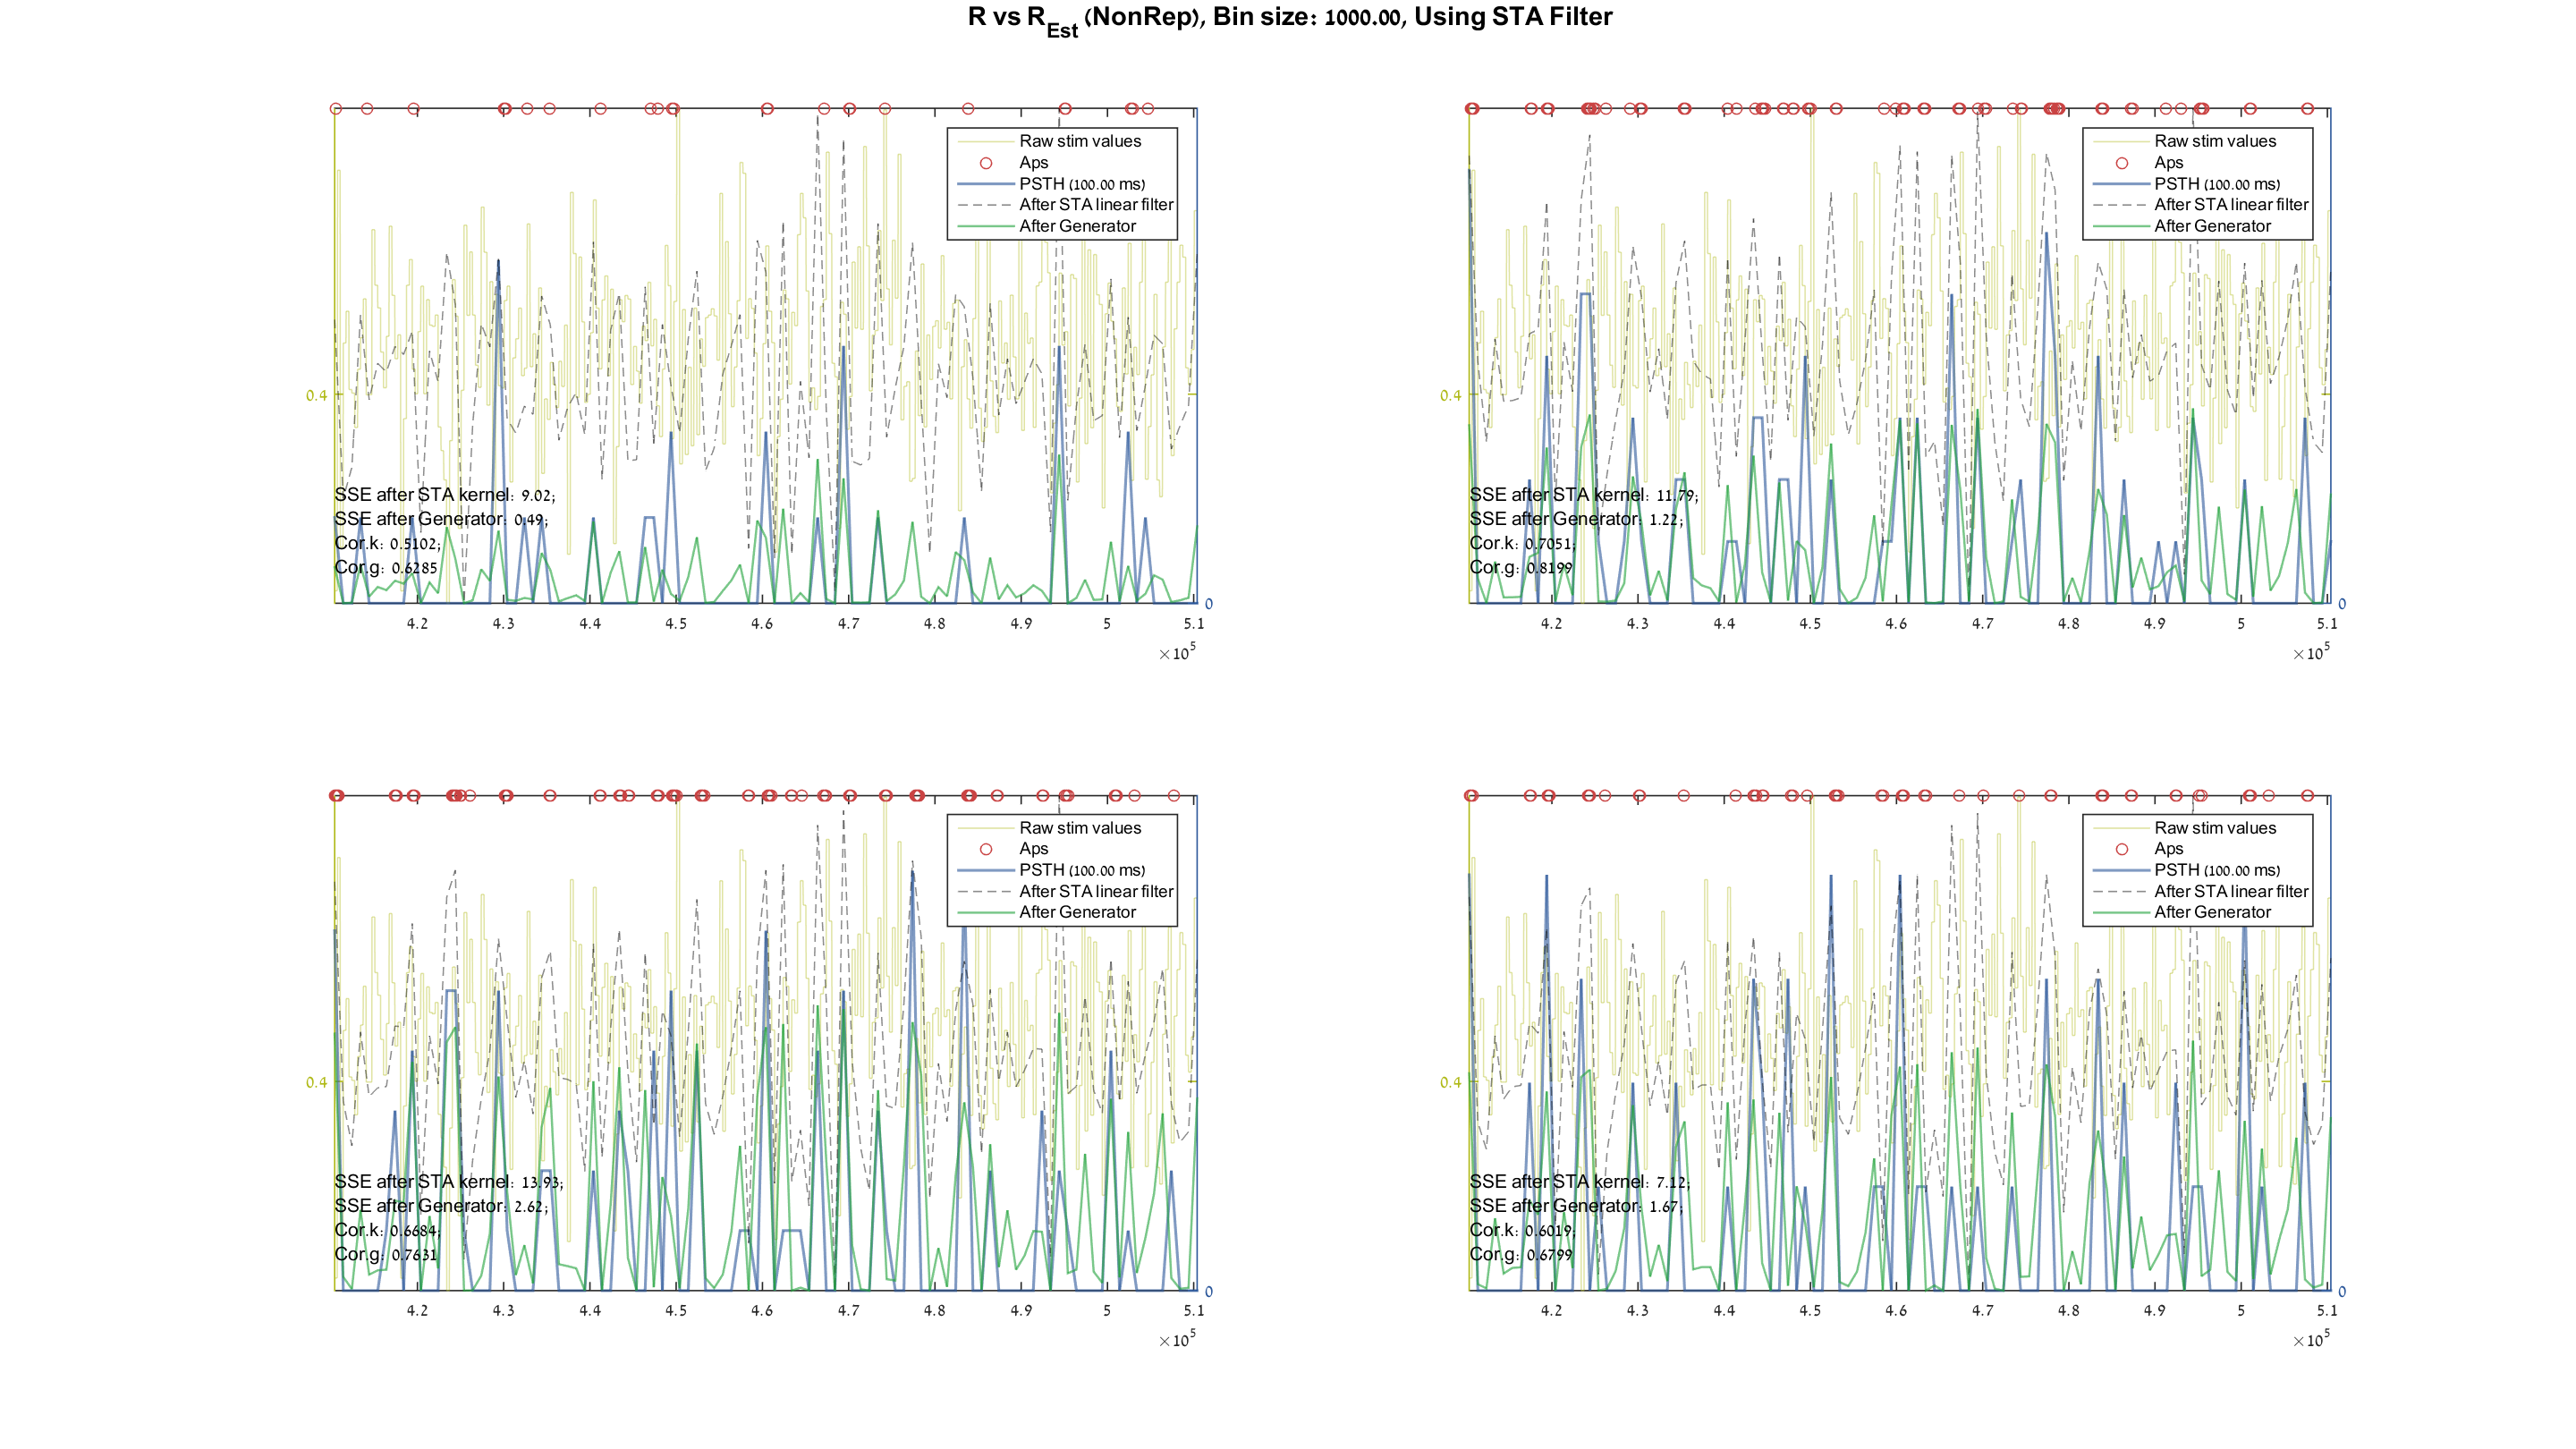 R vs R_Est (NonRep), Bin size: 1000.00, Using STA Filter
Raw stim values
Aps
PSTH (100.00 ms)
After STA linear filter
After Generator
0.4
SSE after STA kernel: 9.02;
SSE after Generator: 0.49;
Cor.k: 0.5102;
Cor.g: 0.6285
0
4.2 4.3 4.4 4.5 4.6 4.7 4.8 4.9 5 5.1
×10^5
Raw stim values
Aps
PSTH (100.00 ms)
After STA linear filter
After Generator
0.4
SSE after STA kernel: 11.79;
SSE after Generator: 1.22;
Cor.k: 0.7051;
Cor.g: 0.8199
0
4.2 4.3 4.4 4.5 4.6 4.7 4.8 4.9 5 5.1
×10^5
Raw stim values
Aps
PSTH (100.00 ms)
After STA linear filter
After Generator
0.4
SSE after STA kernel: 13.93;
SSE after Generator: 2.62;
Cor.k: 0.6684;
Cor.g: 0.7631
0
4.2 4.3 4.4 4.5 4.6 4.7 4.8 4.9 5 5.1
×10^5
Raw stim values
Aps
PSTH (100.00 ms)
After STA linear filter
After Generator
0.4
SSE after STA kernel: 7.12;
SSE after Generator: 1.67;
Cor.k: 0.6019;
Cor.g: 0.6799
0
4.2 4.3 4.4 4.5 4.6 4.7 4.8 4.9 5 5.1
×10^5